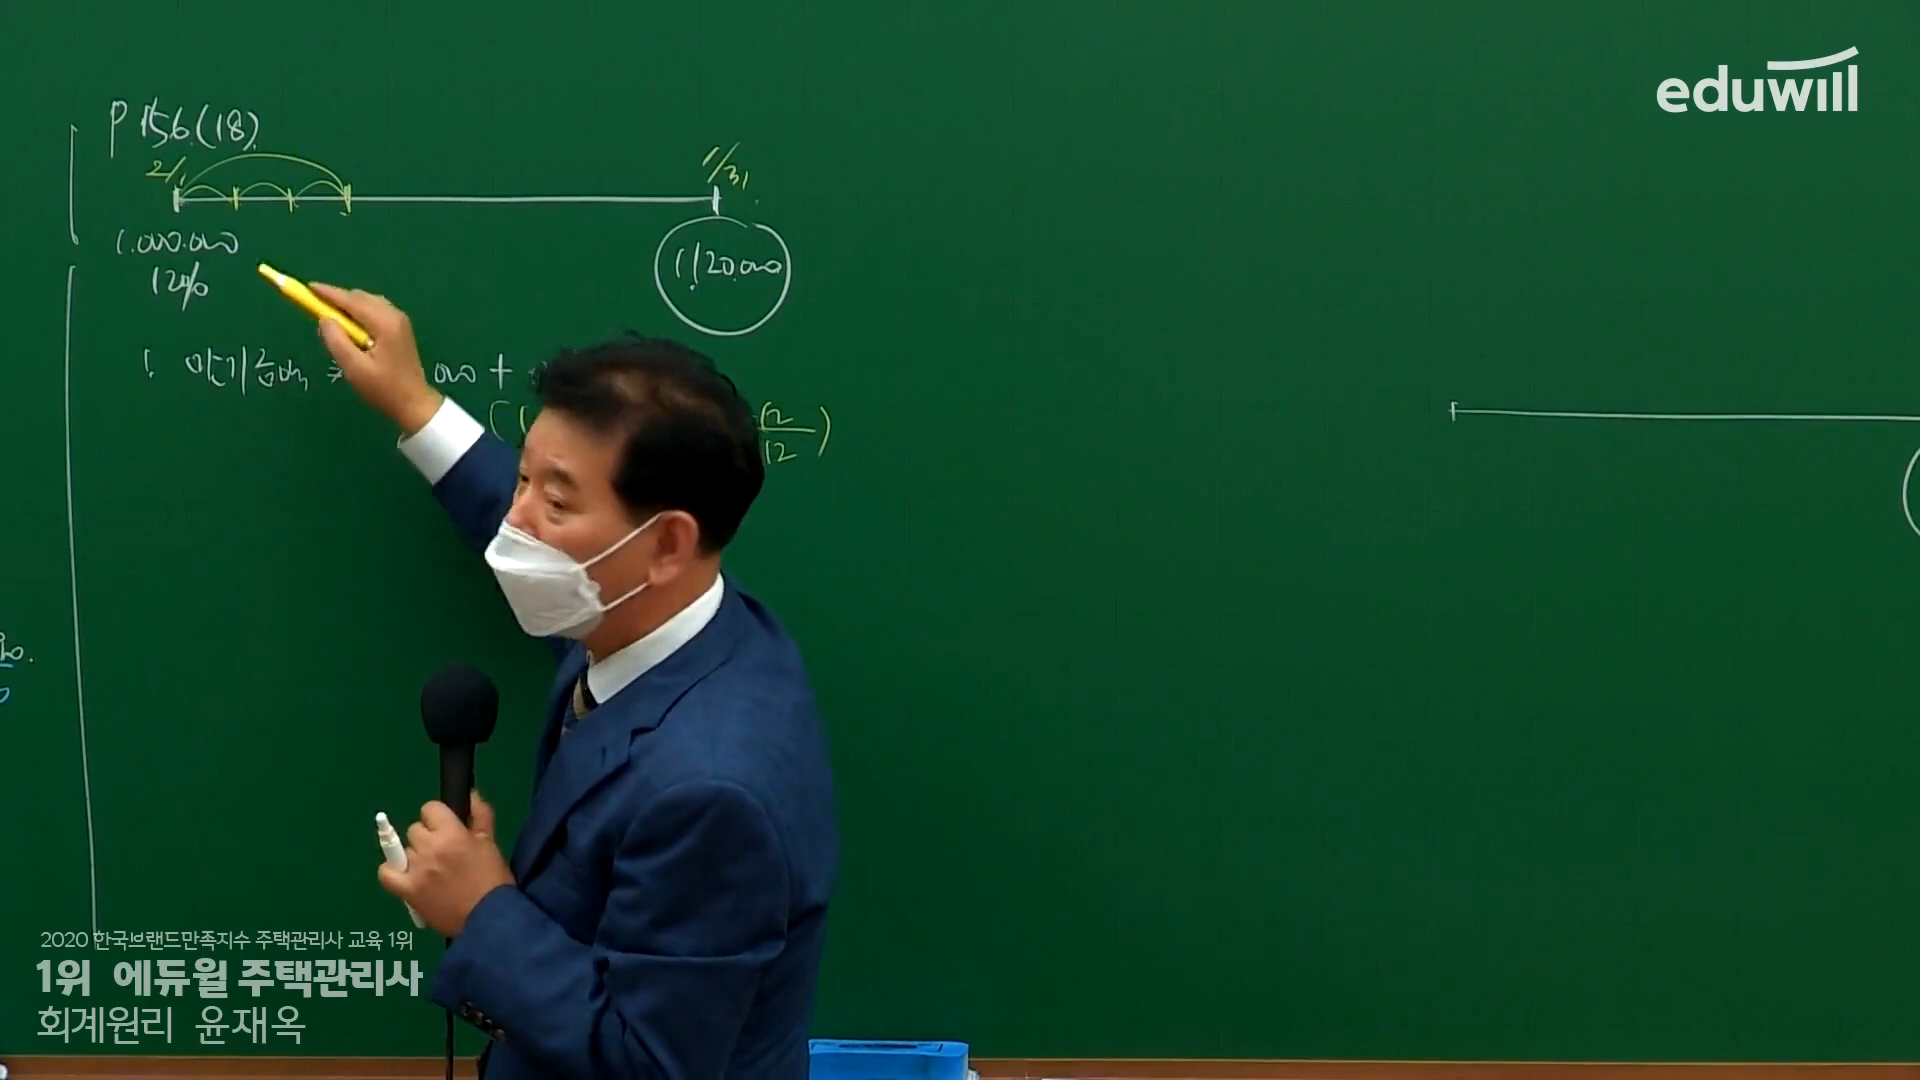 eduwill
P 156 (18).
2/1
1/31
1.000.000
12%
1,120.000
1. 만기금액 ⇒
000 +
(1
12
12 )
2020 한국브랜드만족지수 주택관리사 교육 1위
1위 에듀윌 주택관리사
회계원리 윤재옥